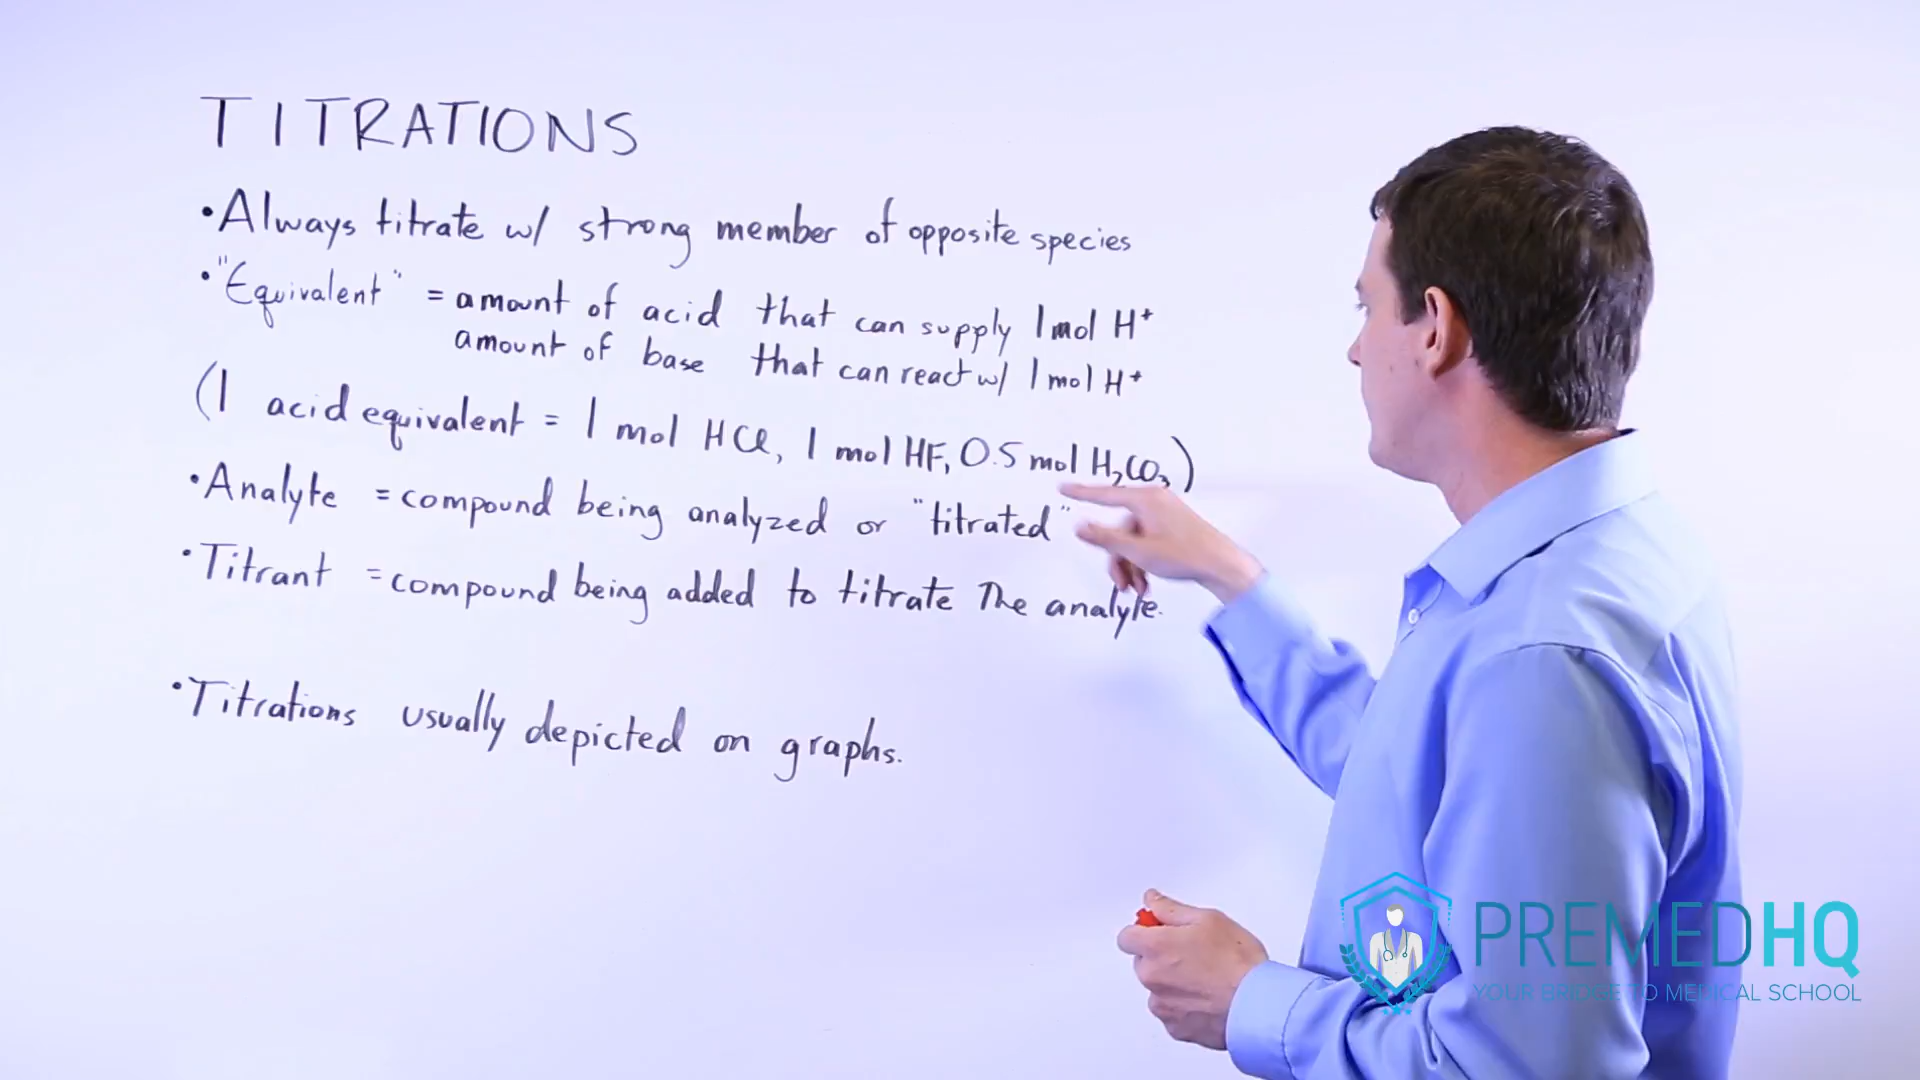 TITRATIONS
• Always titrate w/ strong member of opposite species
• "Equivalent" = amount of acid that can supply 1 mol H⁺
amount of base that can react w/ 1 mol H⁺
(1 acid equivalent = 1 mol HCl, 1 mol HF, 0.5 mol H₂CO₃)
• Analyte = compound being analyzed or "titrated"
• Titrant = compound being added to titrate The analyte.
• Titrations usually depicted on graphs.
PREMEDHQ
YOUR BRIDGE TO MEDICAL SCHOOL